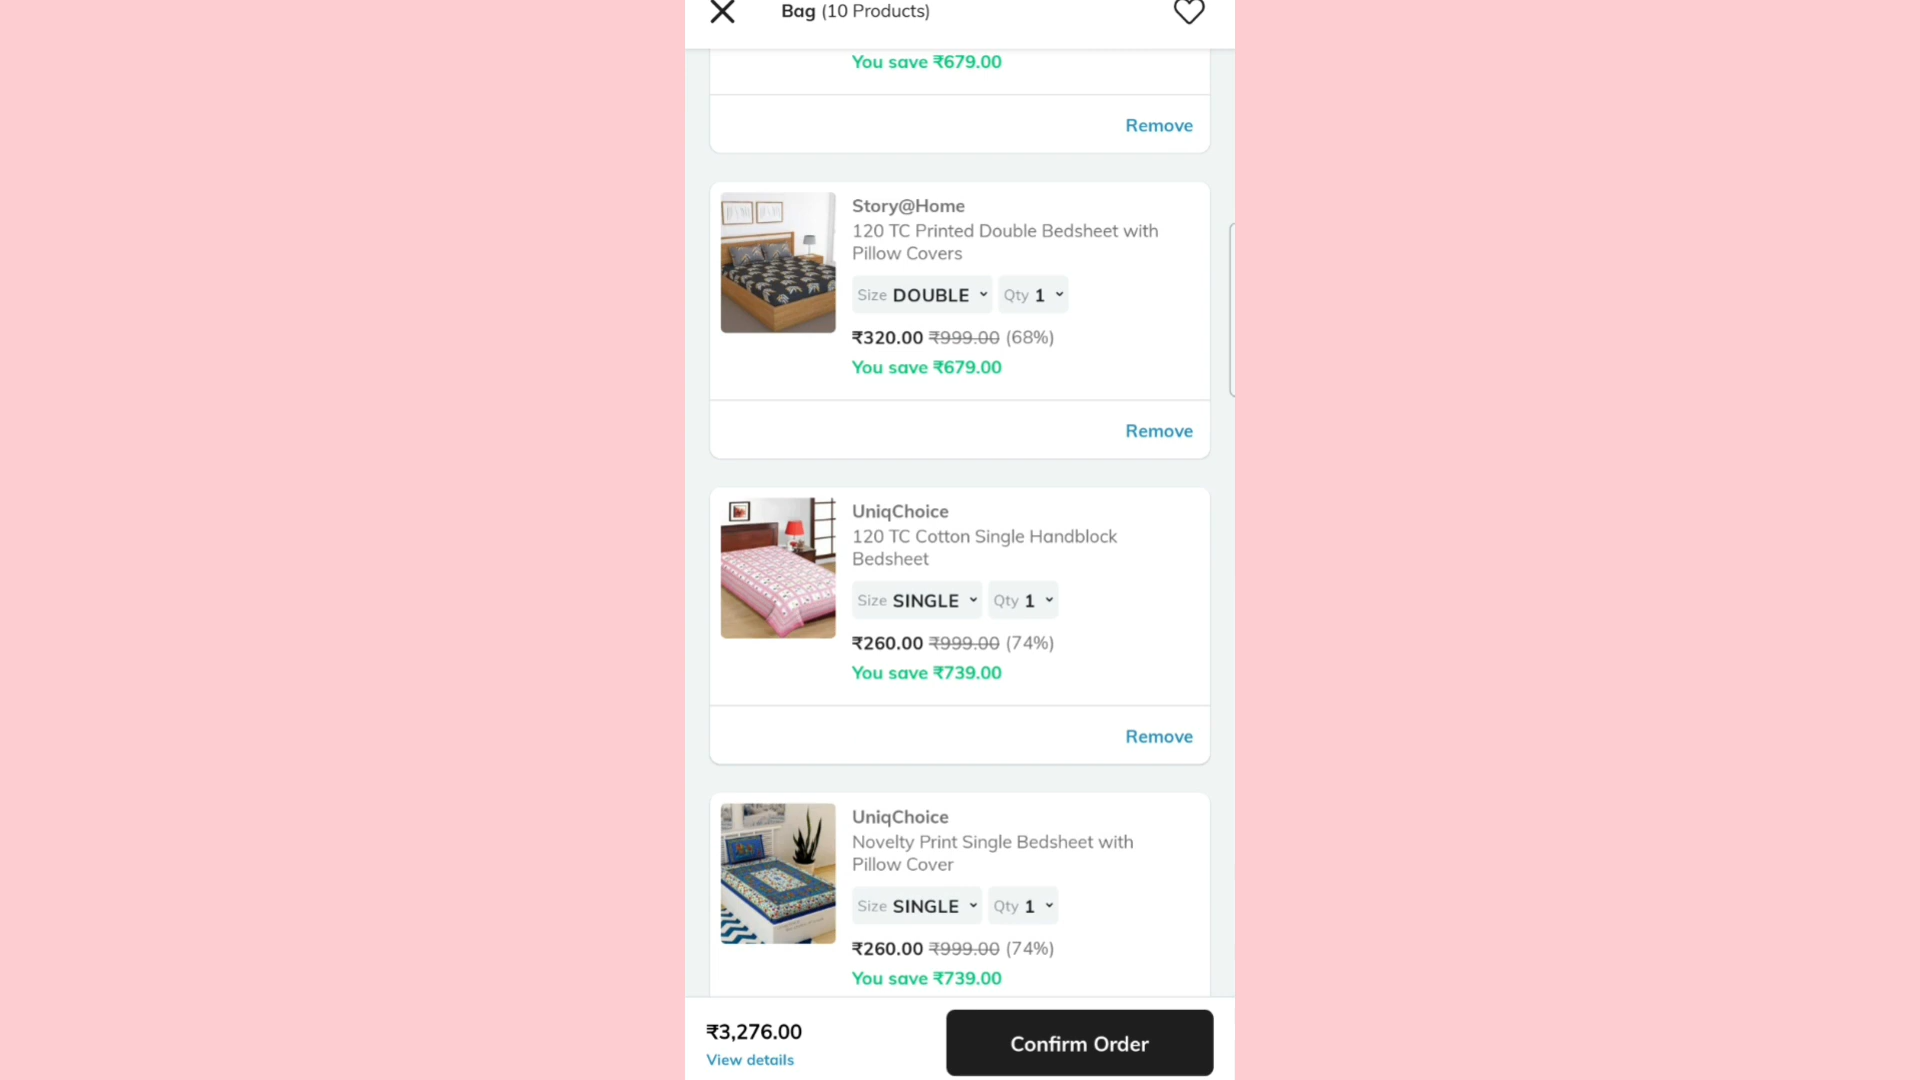 Bag (10 Products)
You save ₹679.00
Remove
Story@Home
120 TC Printed Double Bedsheet with
Pillow Covers
Size DOUBLE Qty 1
₹320.00 ₹999.00 (68%)
You save ₹679.00
Remove
UniqChoice
120 TC Cotton Single Handblock
Bedsheet
Size SINGLE Qty 1
₹260.00 ₹999.00 (74%)
You save ₹739.00
Remove
UniqChoice
Novelty Print Single Bedsheet with
Pillow Cover
Size SINGLE Qty 1
₹260.00 ₹999.00 (74%)
You save ₹739.00
₹3,276.00
View details
Confirm Order